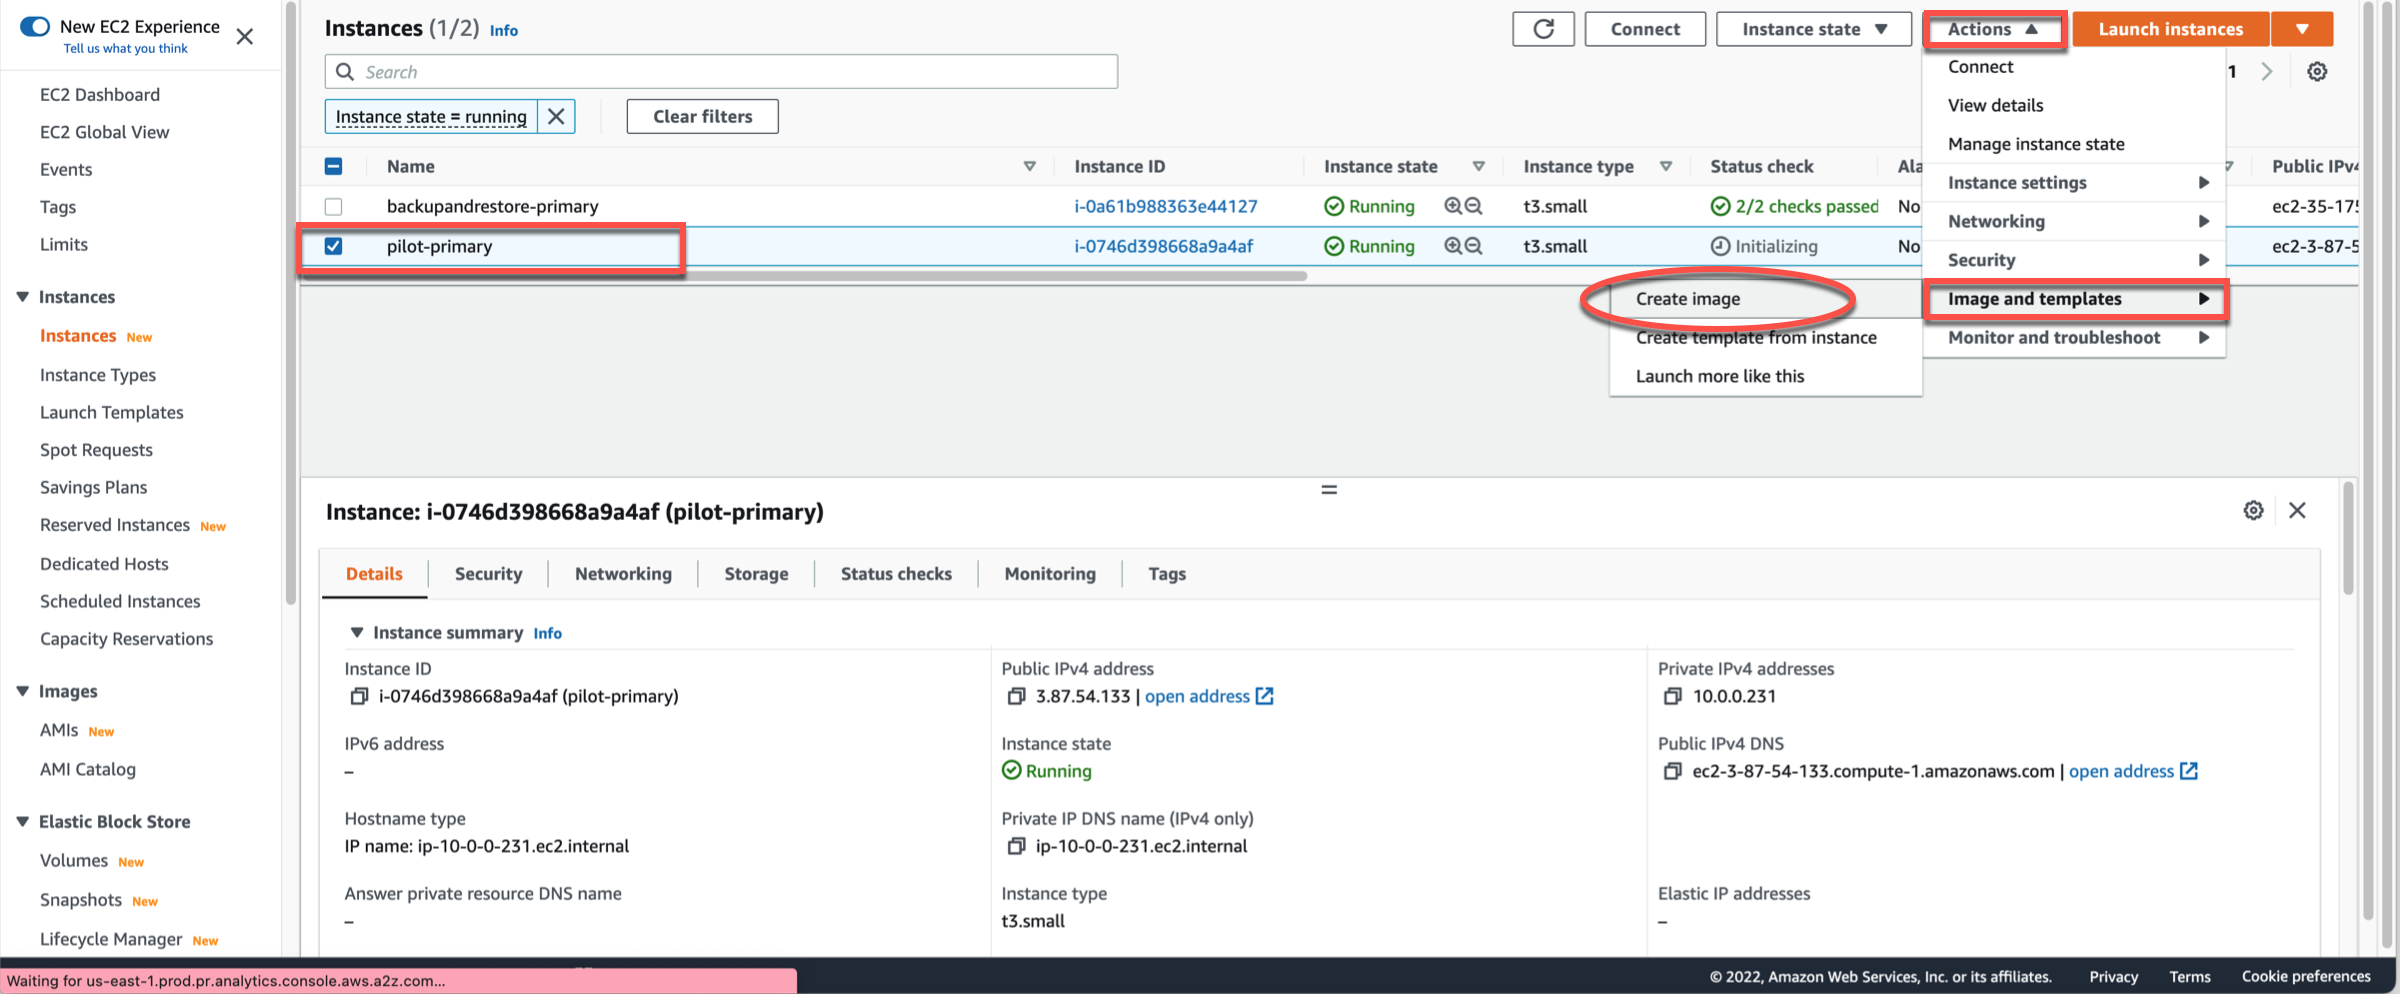 New EC2 Experience
Tell us what you think
EC2 Dashboard
EC2 Global View
Events
Tags
Limits
Instances
Instances New
Instance Types
Launch Templates
Spot Requests
Savings Plans
Reserved Instances New
Dedicated Hosts
Scheduled Instances
Capacity Reservations
Images
AMIs New
AMI Catalog
Elastic Block Store
Volumes New
Snapshots New
Lifecycle Manager New
Instances (1/2) Info
Connect
Instance state
Actions
Launch instances
Search
1
Instance state = running
Clear filters
Name Instance ID Instance state Instance type Status check Ala Public IPv4
backupandrestore-primary i-0a61b988363e44127 Running t3.small 2/2 checks passed No ec2-35-175
pilot-primary i-0746d398668a9a4af Running t3.small Initializing No ec2-3-87-5
Connect
View details
Manage instance state
Instance settings
Networking
Security
Image and templates
Monitor and troubleshoot
Create image
Create template from instance
Launch more like this
Instance: i-0746d398668a9a4af (pilot-primary)
Details Security Networking Storage Status checks Monitoring Tags
Instance summary Info
Instance ID
i-0746d398668a9a4af (pilot-primary)
Public IPv4 address
3.87.54.133 | open address
Private IPv4 addresses
10.0.0.231
IPv6 address
–
Instance state
Running
Public IPv4 DNS
ec2-3-87-54-133.compute-1.amazonaws.com | open address
Hostname type
IP name: ip-10-0-0-231.ec2.internal
Private IP DNS name (IPv4 only)
ip-10-0-0-231.ec2.internal
Answer private resource DNS name
–
Instance type
t3.small
Elastic IP addresses
–
Waiting for us-east-1.prod.pr.analytics.console.aws.a2z.com...
© 2022, Amazon Web Services, Inc. or its affiliates. Privacy Terms Cookie preferences